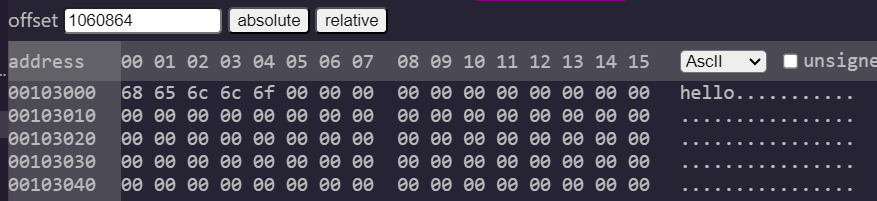 offset 1060864 absolute relative
address 00 01 02 03 04 05 06 07 08 09 10 11 12 13 14 15 AscII unsigne
00103000 68 65 6c 6c 6f 00 00 00 00 00 00 00 00 00 00 00 hello...........
00103010 00 00 00 00 00 00 00 00 00 00 00 00 00 00 00 00 ................
00103020 00 00 00 00 00 00 00 00 00 00 00 00 00 00 00 00 ................
00103030 00 00 00 00 00 00 00 00 00 00 00 00 00 00 00 00 ................
00103040 00 00 00 00 00 00 00 00 00 00 00 00 00 00 00 00 ................